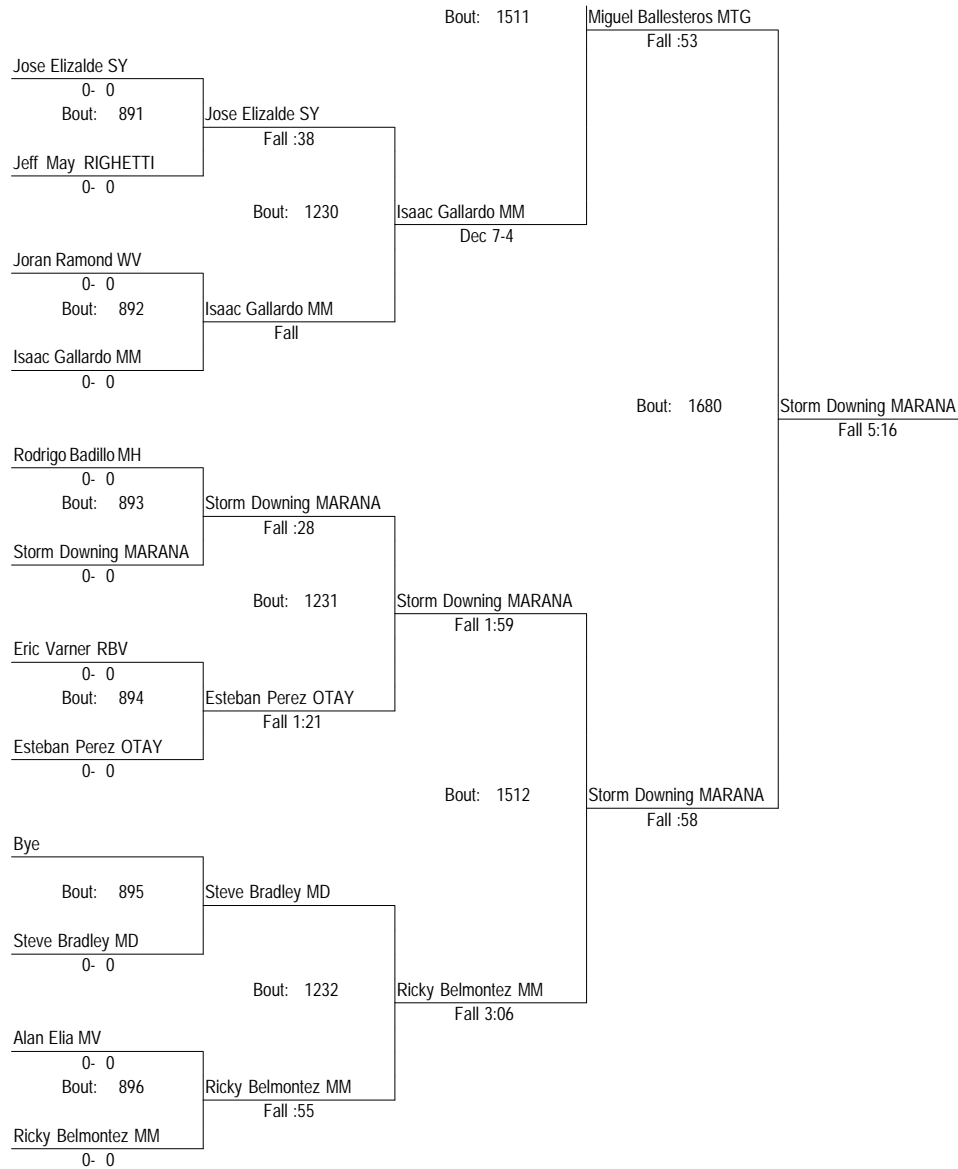 Bout: 1511 Miguel Ballesteros MTG
Fall :53
Jose Elizalde SY
0- 0
Bout: 891 Jose Elizalde SY
Fall :38
Jeff May RIGHETTI
0- 0
Bout: 1230 Isaac Gallardo MM
Dec 7-4
Joran Ramond WV
0- 0
Bout: 892 Isaac Gallardo MM
Fall
Isaac Gallardo MM
0- 0
Bout: 1680 Storm Downing MARANA
Fall 5:16
Rodrigo Badillo MH
0- 0
Bout: 893 Storm Downing MARANA
Fall :28
Storm Downing MARANA
0- 0
Bout: 1231 Storm Downing MARANA
Fall 1:59
Eric Varner RBV
0- 0
Bout: 894 Esteban Perez OTAY
Fall 1:21
Esteban Perez OTAY
0- 0
Bout: 1512 Storm Downing MARANA
Fall :58
Bye
Bout: 895 Steve Bradley MD
Steve Bradley MD
0- 0
Bout: 1232 Ricky Belmontez MM
Fall 3:06
Alan Elia MV
0- 0
Bout: 896 Ricky Belmontez MM
Fall :55
Ricky Belmontez MM
0- 0